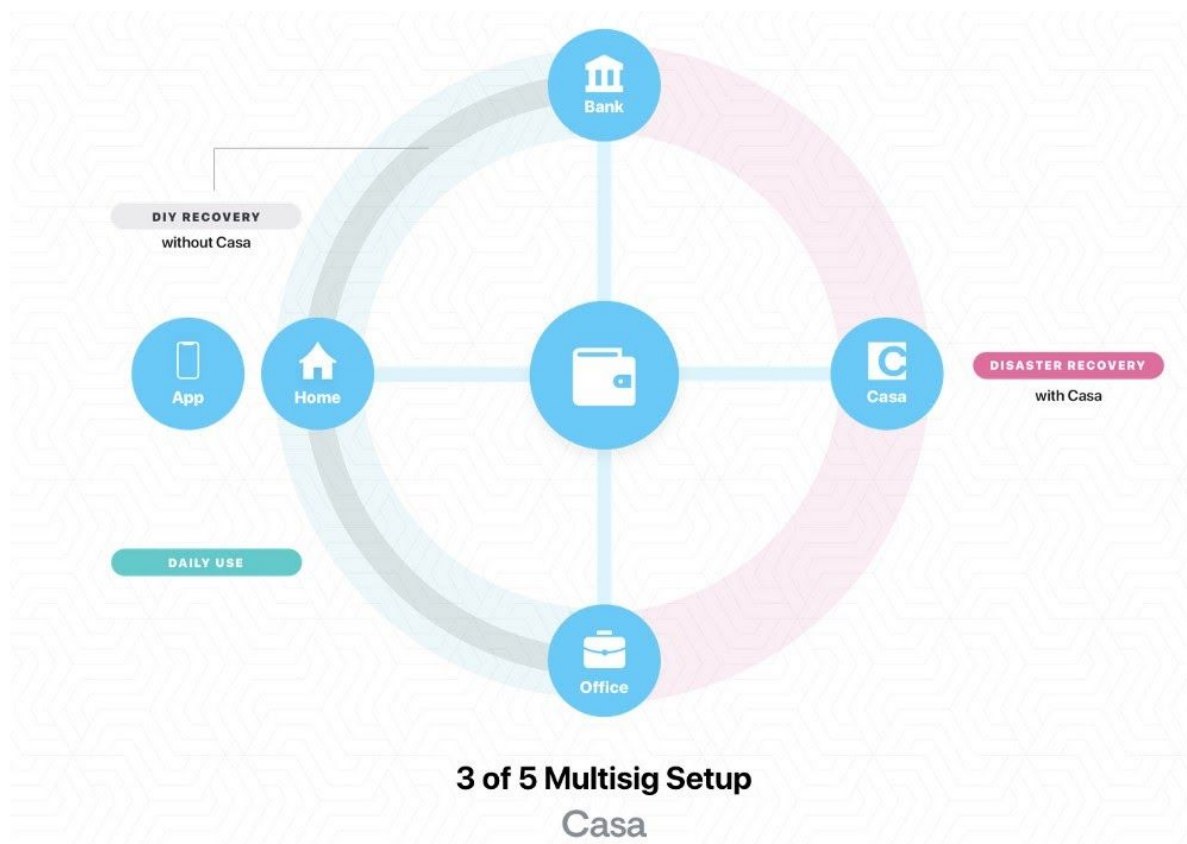 Bank
DIY RECOVERY
without Casa
App
Home
Casa
DISASTER RECOVERY
with Casa
DAILY USE
Office
3 of 5 Multisig Setup
Casa